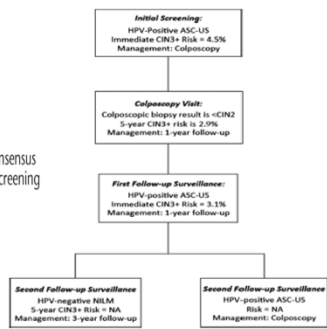 Initial Screening:
HPV-Positive ASC-US
Immediate CIN3+ Risk = 4.5%
Management: Colposcopy
Colposcopy Visit:
Colposcopic biopsy result is <CIN2
5-year CIN3+ risk is 2.9%
Management: 1-year follow-up
nsensus
creening
First Follow-up Surveillance:
HPV-positive ASC-US
Immediate CIN3+ Risk = 3.1%
Management: 1-year follow-up
Second Follow-up Surveillance
HPV-negative NILM
5-year CIN3+ Risk = NA
Management: 3-year follow-up
Second Follow-up Surveillance
HPV-positive ASC-US
Risk = NA
Management: Colposcopy